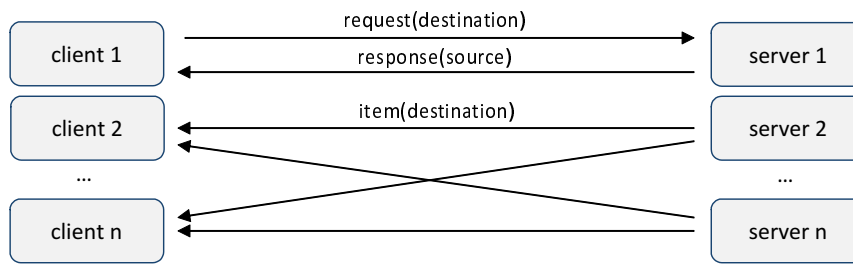 request(destination)
client 1
server 1
response(source)
item(destination)
client 2
server 2
...
...
client n
server n